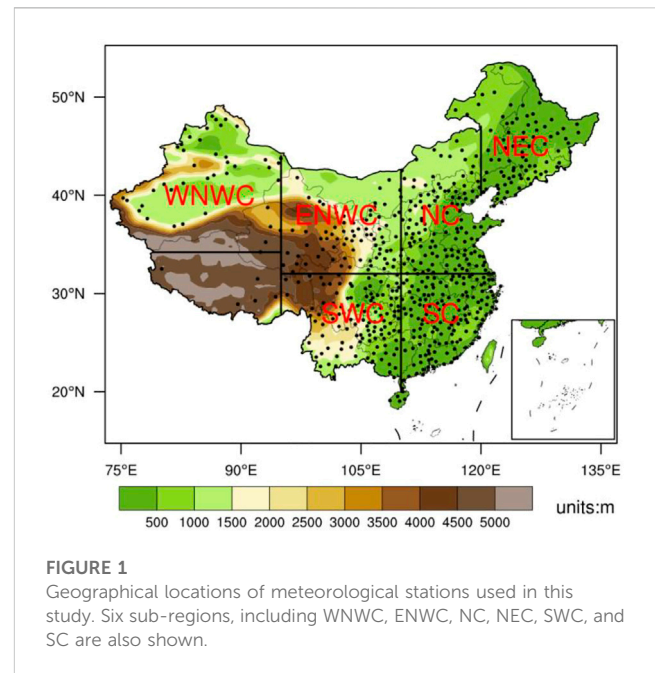 50°N
40°N
30°N
20°N
WNWC
ENWC
NC
NEC
SWC
SC
75°E 90°E 105°E 120°E 135°E
500 1000 1500 2000 2500 3000 3500 4000 4500 5000
units:m
FIGURE 1
Geographical locations of meteorological stations used in this
study. Six sub-regions, including WNWC, ENWC, NC, NEC, SWC, and
SC are also shown.